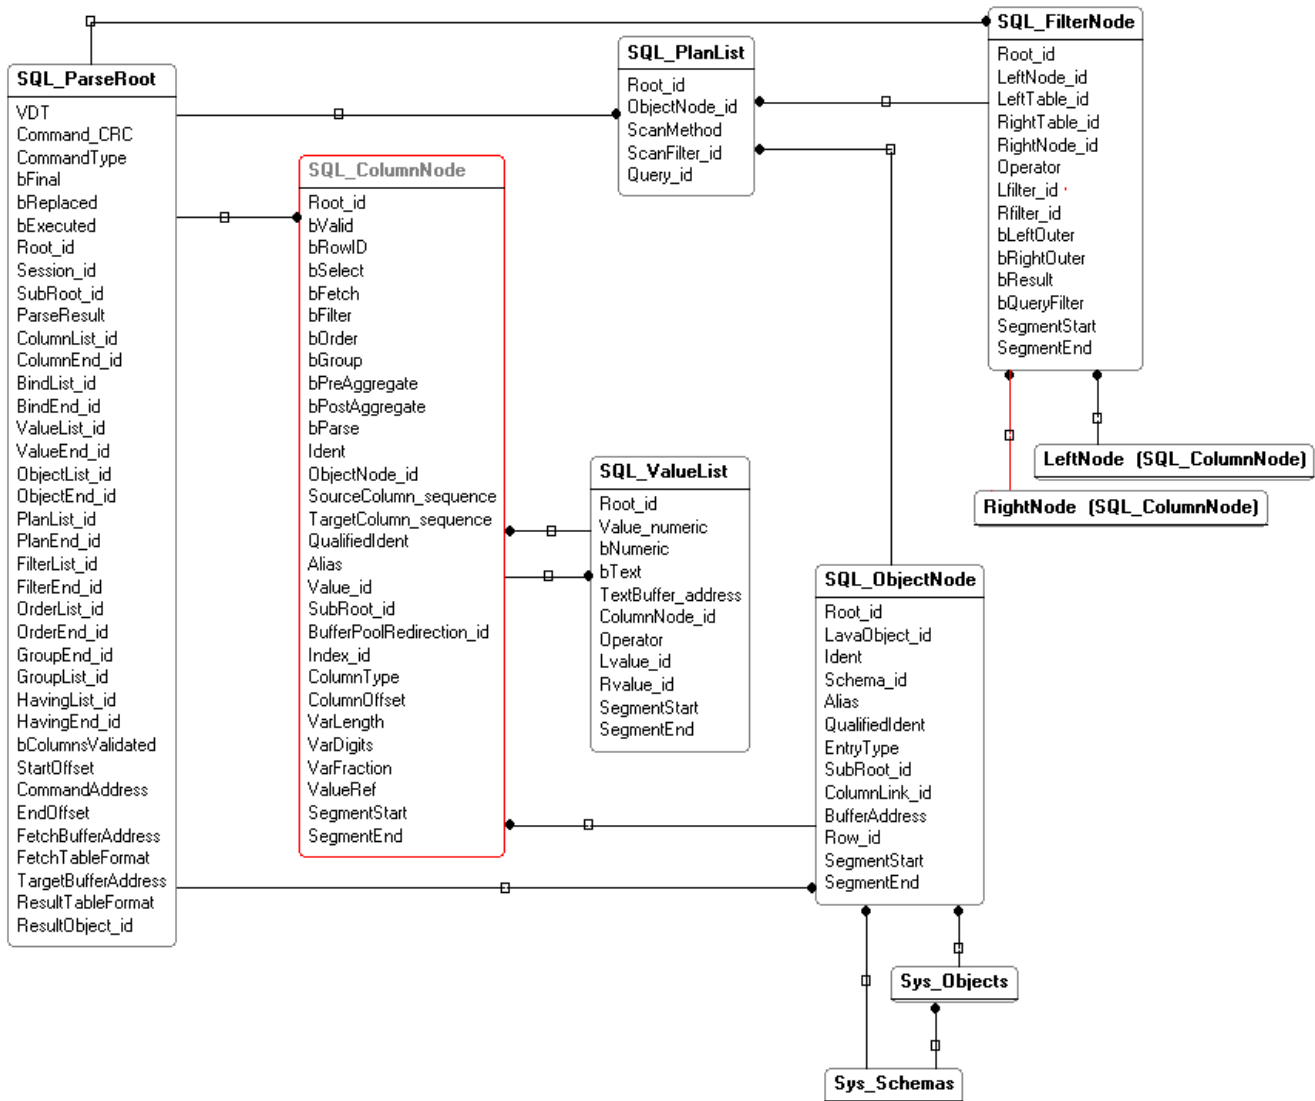 SQL_ParseRoot
VDT
Command_CRC
CommandType
bFinal
bReplaced
bExecuted
Root_id
Session_id
SubRoot_id
ParseResult
ColumnList_id
ColumnEnd_id
BindList_id
BindEnd_id
ValueList_id
ValueEnd_id
ObjectList_id
ObjectEnd_id
PlanList_id
PlanEnd_id
FilterList_id
FilterEnd_id
OrderList_id
OrderEnd_id
GroupEnd_id
GroupList_id
HavingList_id
HavingEnd_id
bColumnsValidated
StartOffset
CommandAddress
EndOffset
FetchBufferAddress
FetchTableFormat
TargetBufferAddress
ResultTableFormat
ResultObject_id
SQL_ColumnNode
Root_id
bValid
bRowID
bSelect
bFetch
bFilter
bOrder
bGroup
bPreAggregate
bPostAggregate
bParse
Ident
ObjectNode_id
SourceColumn_sequence
TargetColumn_sequence
QualifiedIdent
Alias
Value_id
SubRoot_id
BufferPoolRedirection_id
Index_id
ColumnType
ColumnOffset
VarLength
VarDigits
VarFraction
ValueRef
SegmentStart
SegmentEnd
SQL_PlanList
Root_id
ObjectNode_id
ScanMethod
ScanFilter_id
Query_id
SQL_ValueList
Root_id
Value_numeric
bNumeric
bText
TextBuffer_address
ColumnNode_id
Operator
Lvalue_id
Rvalue_id
SegmentStart
SegmentEnd
SQL_FilterNode
Root_id
LeftNode_id
LeftTable_id
RightTable_id
RightNode_id
Operator
Lfilter_id
Rfilter_id
bLeftOuter
bRightOuter
bResult
bQueryFilter
SegmentStart
SegmentEnd
LeftNode (SQL_ColumnNode)
RightNode (SQL_ColumnNode)
SQL_ObjectNode
Root_id
LavaObject_id
Ident
Schema_id
Alias
QualifiedIdent
EntryType
SubRoot_id
ColumnLink_id
BufferAddress
Row_id
SegmentStart
SegmentEnd
Sys_Objects
Sys_Schemas